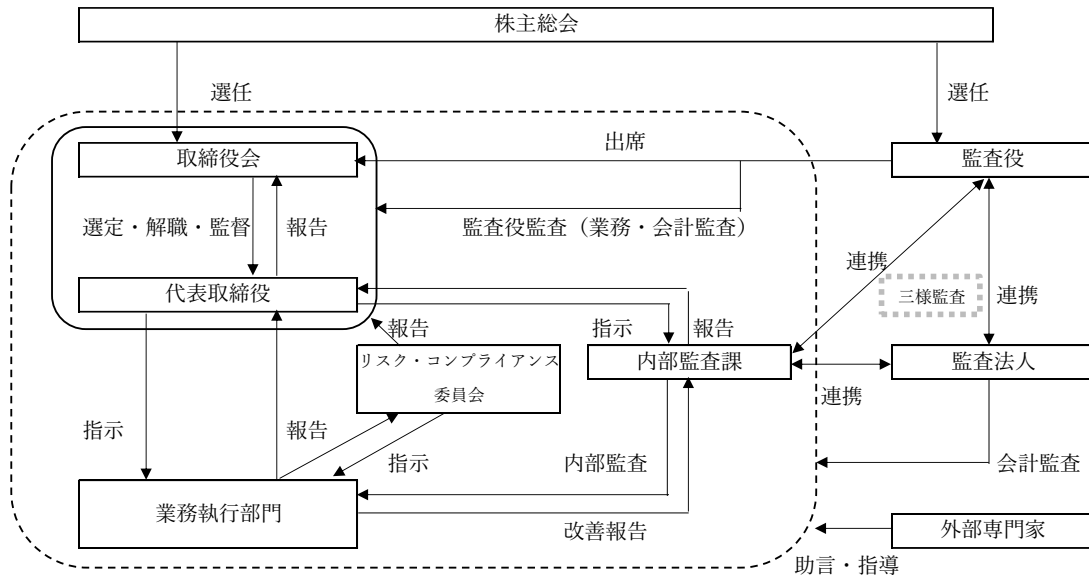 株主総会
選任
選任
出席
取締役会
監査役
選定・解職・監督
報告
監査役監査（業務・会計監査）
連携
代表取締役
三様監査
連携
報告
指示
報告
リスク・コンプライアンス
委員会
内部監査課
監査法人
連携
指示
報告
指示
内部監査
会計監査
業務執行部門
改善報告
外部専門家
助言・指導